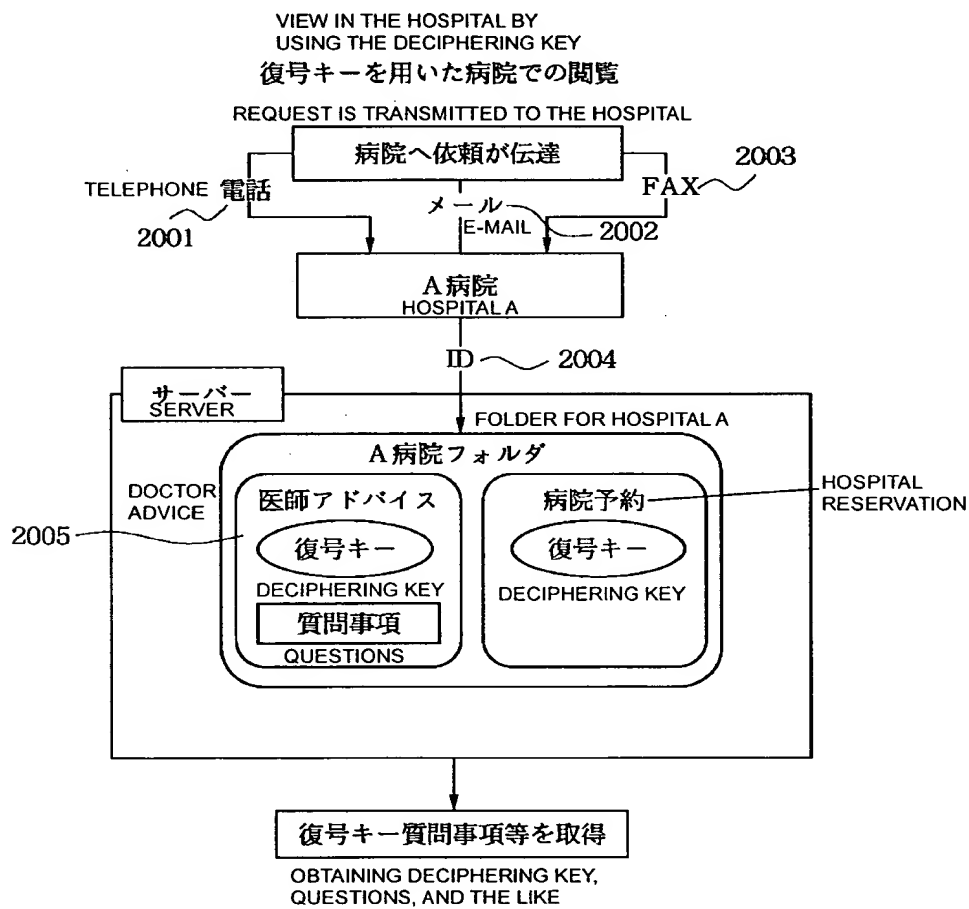 VIEW IN THE HOSPITAL BY
USING THE DECIPHERING KEY
復号キーを用いた病院での閲覧
REQUEST IS TRANSMITTED TO THE HOSPITAL
病院へ依頼が伝達
TELEPHONE 電話
2001
メール
E-MAIL
2002
FAX
2003
A病院
HOSPITAL A
ID
2004
サーバー
SERVER
FOLDER FOR HOSPITAL A
A病院フォルダ
DOCTOR
ADVICE
2005
医師アドバイス
復号キー
DECIPHERING KEY
質問事項
QUESTIONS
病院予約
HOSPITAL
RESERVATION
復号キー
DECIPHERING KEY
復号キー質問事項等を取得
OBTAINING DECIPHERING KEY,
QUESTIONS, AND THE LIKE